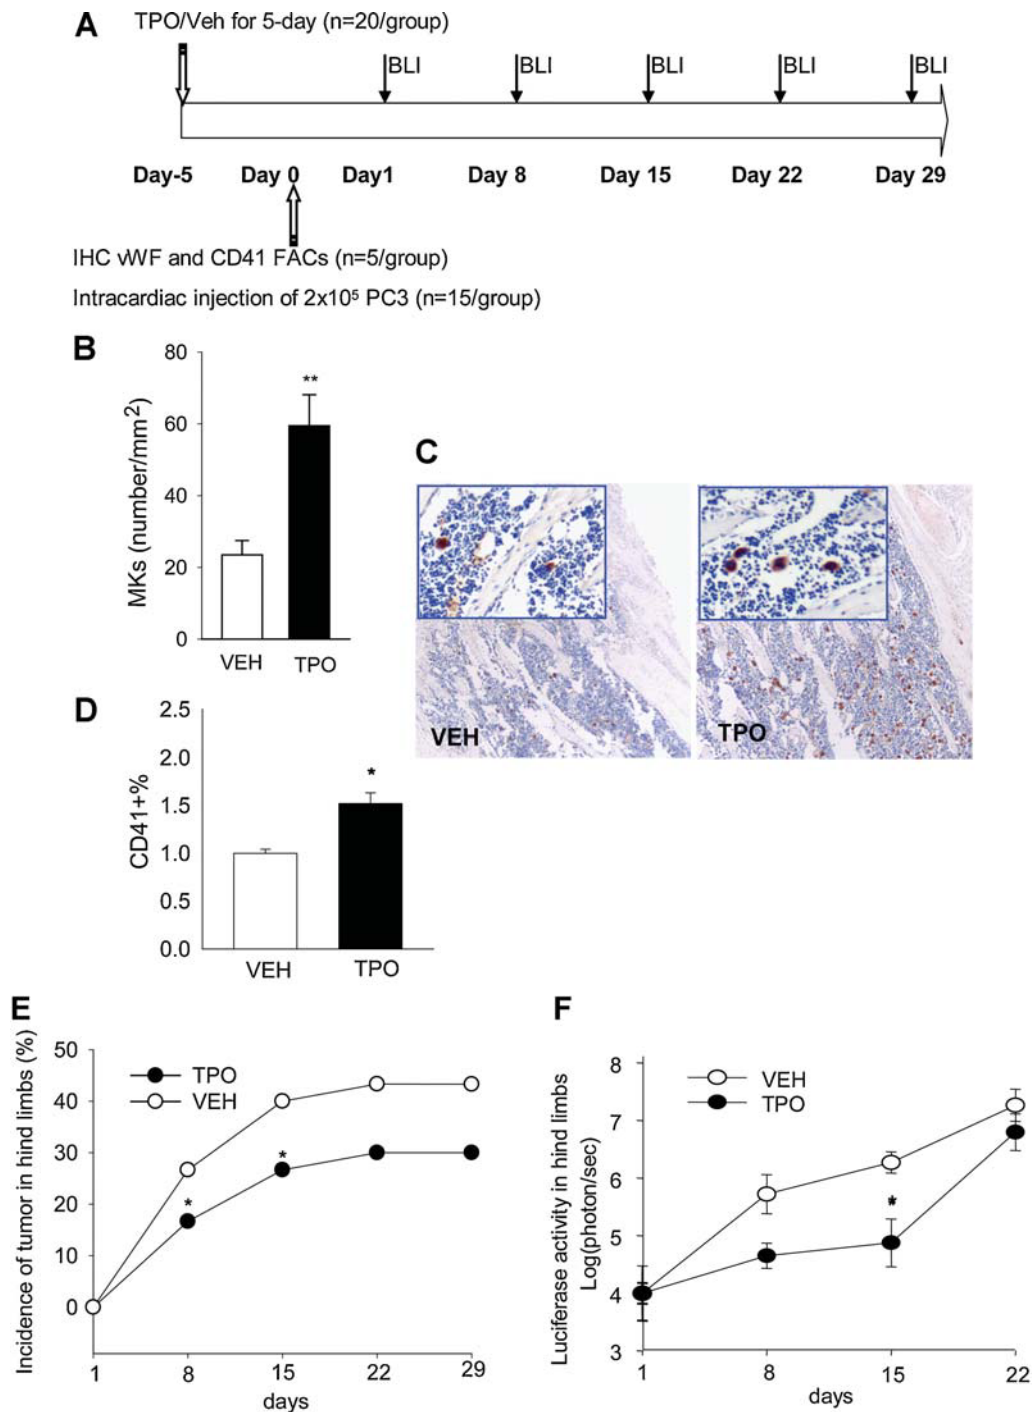 A
TPO/Veh for 5-day (n=20/group)
BLI BLI BLI BLI BLI
Day-5 Day 0 Day1 Day 8 Day 15 Day 22 Day 29
IHC vWF and CD41 FACs (n=5/group)
Intracardiac injection of 2x10⁵ PC3 (n=15/group)
B
MKs (number/mm²)
80
60
40
20
0
**
VEH TPO
C
VEH TPO
D
CD41+%
2.5
2.0
1.5
1.0
0.5
0.0
*
VEH TPO
E
Incidence of tumor in hind limbs (%)
50
40
30
20
10
0
TPO
VEH
*
*
1 8 15 22 29
days
F
Luciferase activity in hind limbs
Log(photon/sec)
8
7
6
5
4
3
VEH
TPO
*
1 8 15 22
days